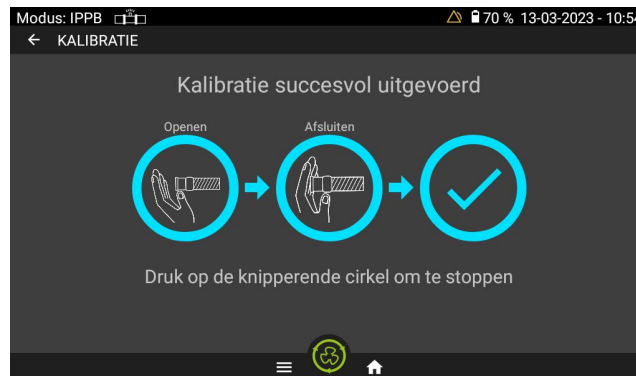 Modus: IPPB 70 % 13-03-2023 - 10:54
KALIBRATIE
Kalibratie succesvol uitgevoerd
Openen Afsluiten
Druk op de knipperende cirkel om te stoppen